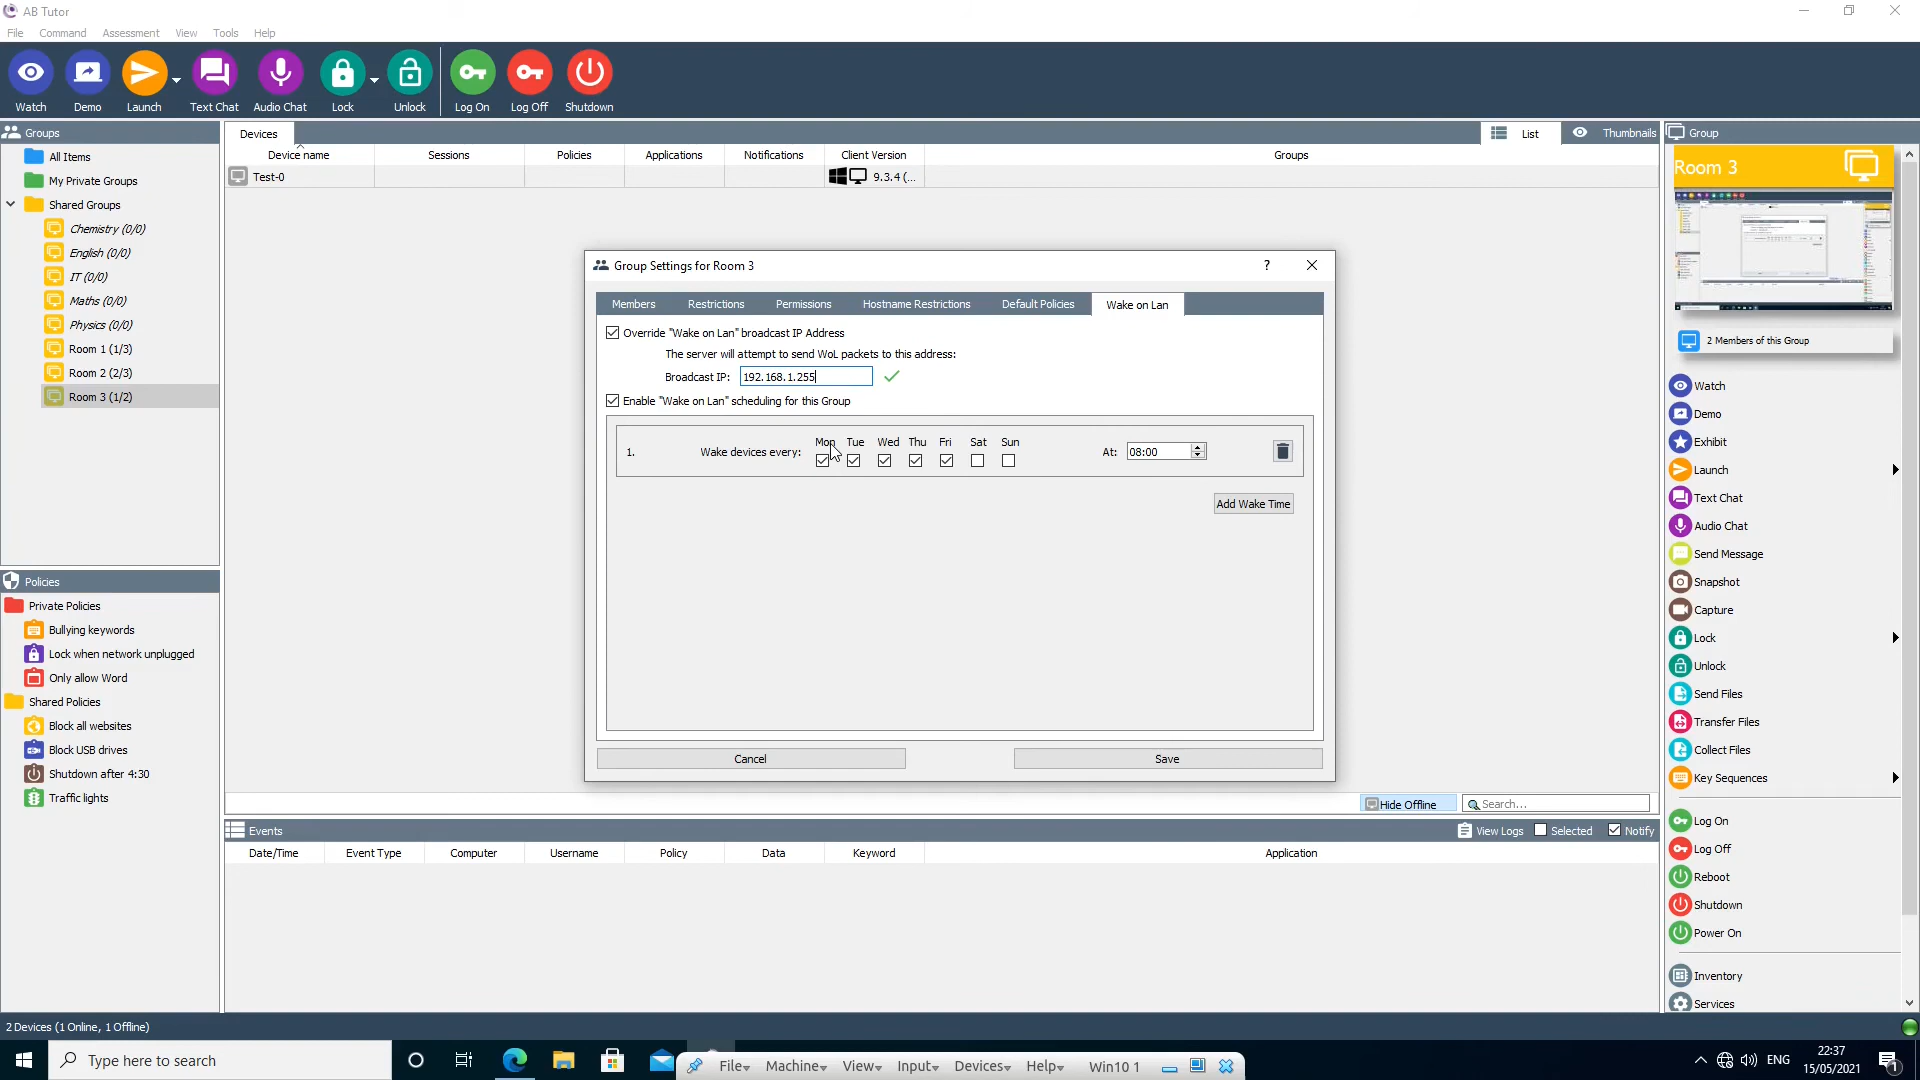 AB Tutor
File Command Assessment View Tools Help
Watch Demo Launch Text Chat Audio Chat Lock Unlock Log On Log Off Shutdown
Groups
All Items
My Private Groups
Shared Groups
Chemistry (0/0)
English (0/0)
IT (0/0)
Maths (0/0)
Physics (0/0)
Room 1 (1/3)
Room 2 (2/3)
Room 3 (1/2)
Policies
Private Policies
Bullying keywords
Lock when network unplugged
Only allow Word
Shared Policies
Block all websites
Block USB drives
Shutdown after 4:30
Traffic lights
Devices List Thumbnails
Device name Sessions Policies Applications Notifications Client Version Groups
Test-0 9.3.4 (...
Group Settings for Room 3 ?
Members Restrictions Permissions Hostname Restrictions Default Policies Wake on Lan
Override "Wake on Lan" broadcast IP Address
The server will attempt to send WoL packets to this address:
Broadcast IP: 192.168.1.255
Enable "Wake on Lan" scheduling for this Group
Mon Tue Wed Thu Fri Sat Sun
1. Wake devices every: At: 08:00
Add Wake Time
Cancel Save
Hide Offline Search...
Events View Logs Selected Notify
Date/Time Event Type Computer Username Policy Data Keyword Application
Group
Room 3
2 Members of this Group
Watch
Demo
Exhibit
Launch
Text Chat
Audio Chat
Send Message
Snapshot
Capture
Lock
Unlock
Send Files
Transfer Files
Collect Files
Key Sequences
Log On
Log Off
Reboot
Shutdown
Power On
Inventory
Services
2 Devices (1 Online, 1 Offline)
Type here to search
File Machine View Input Devices Help Win10 1
ENG
22:37
15/05/2021
1